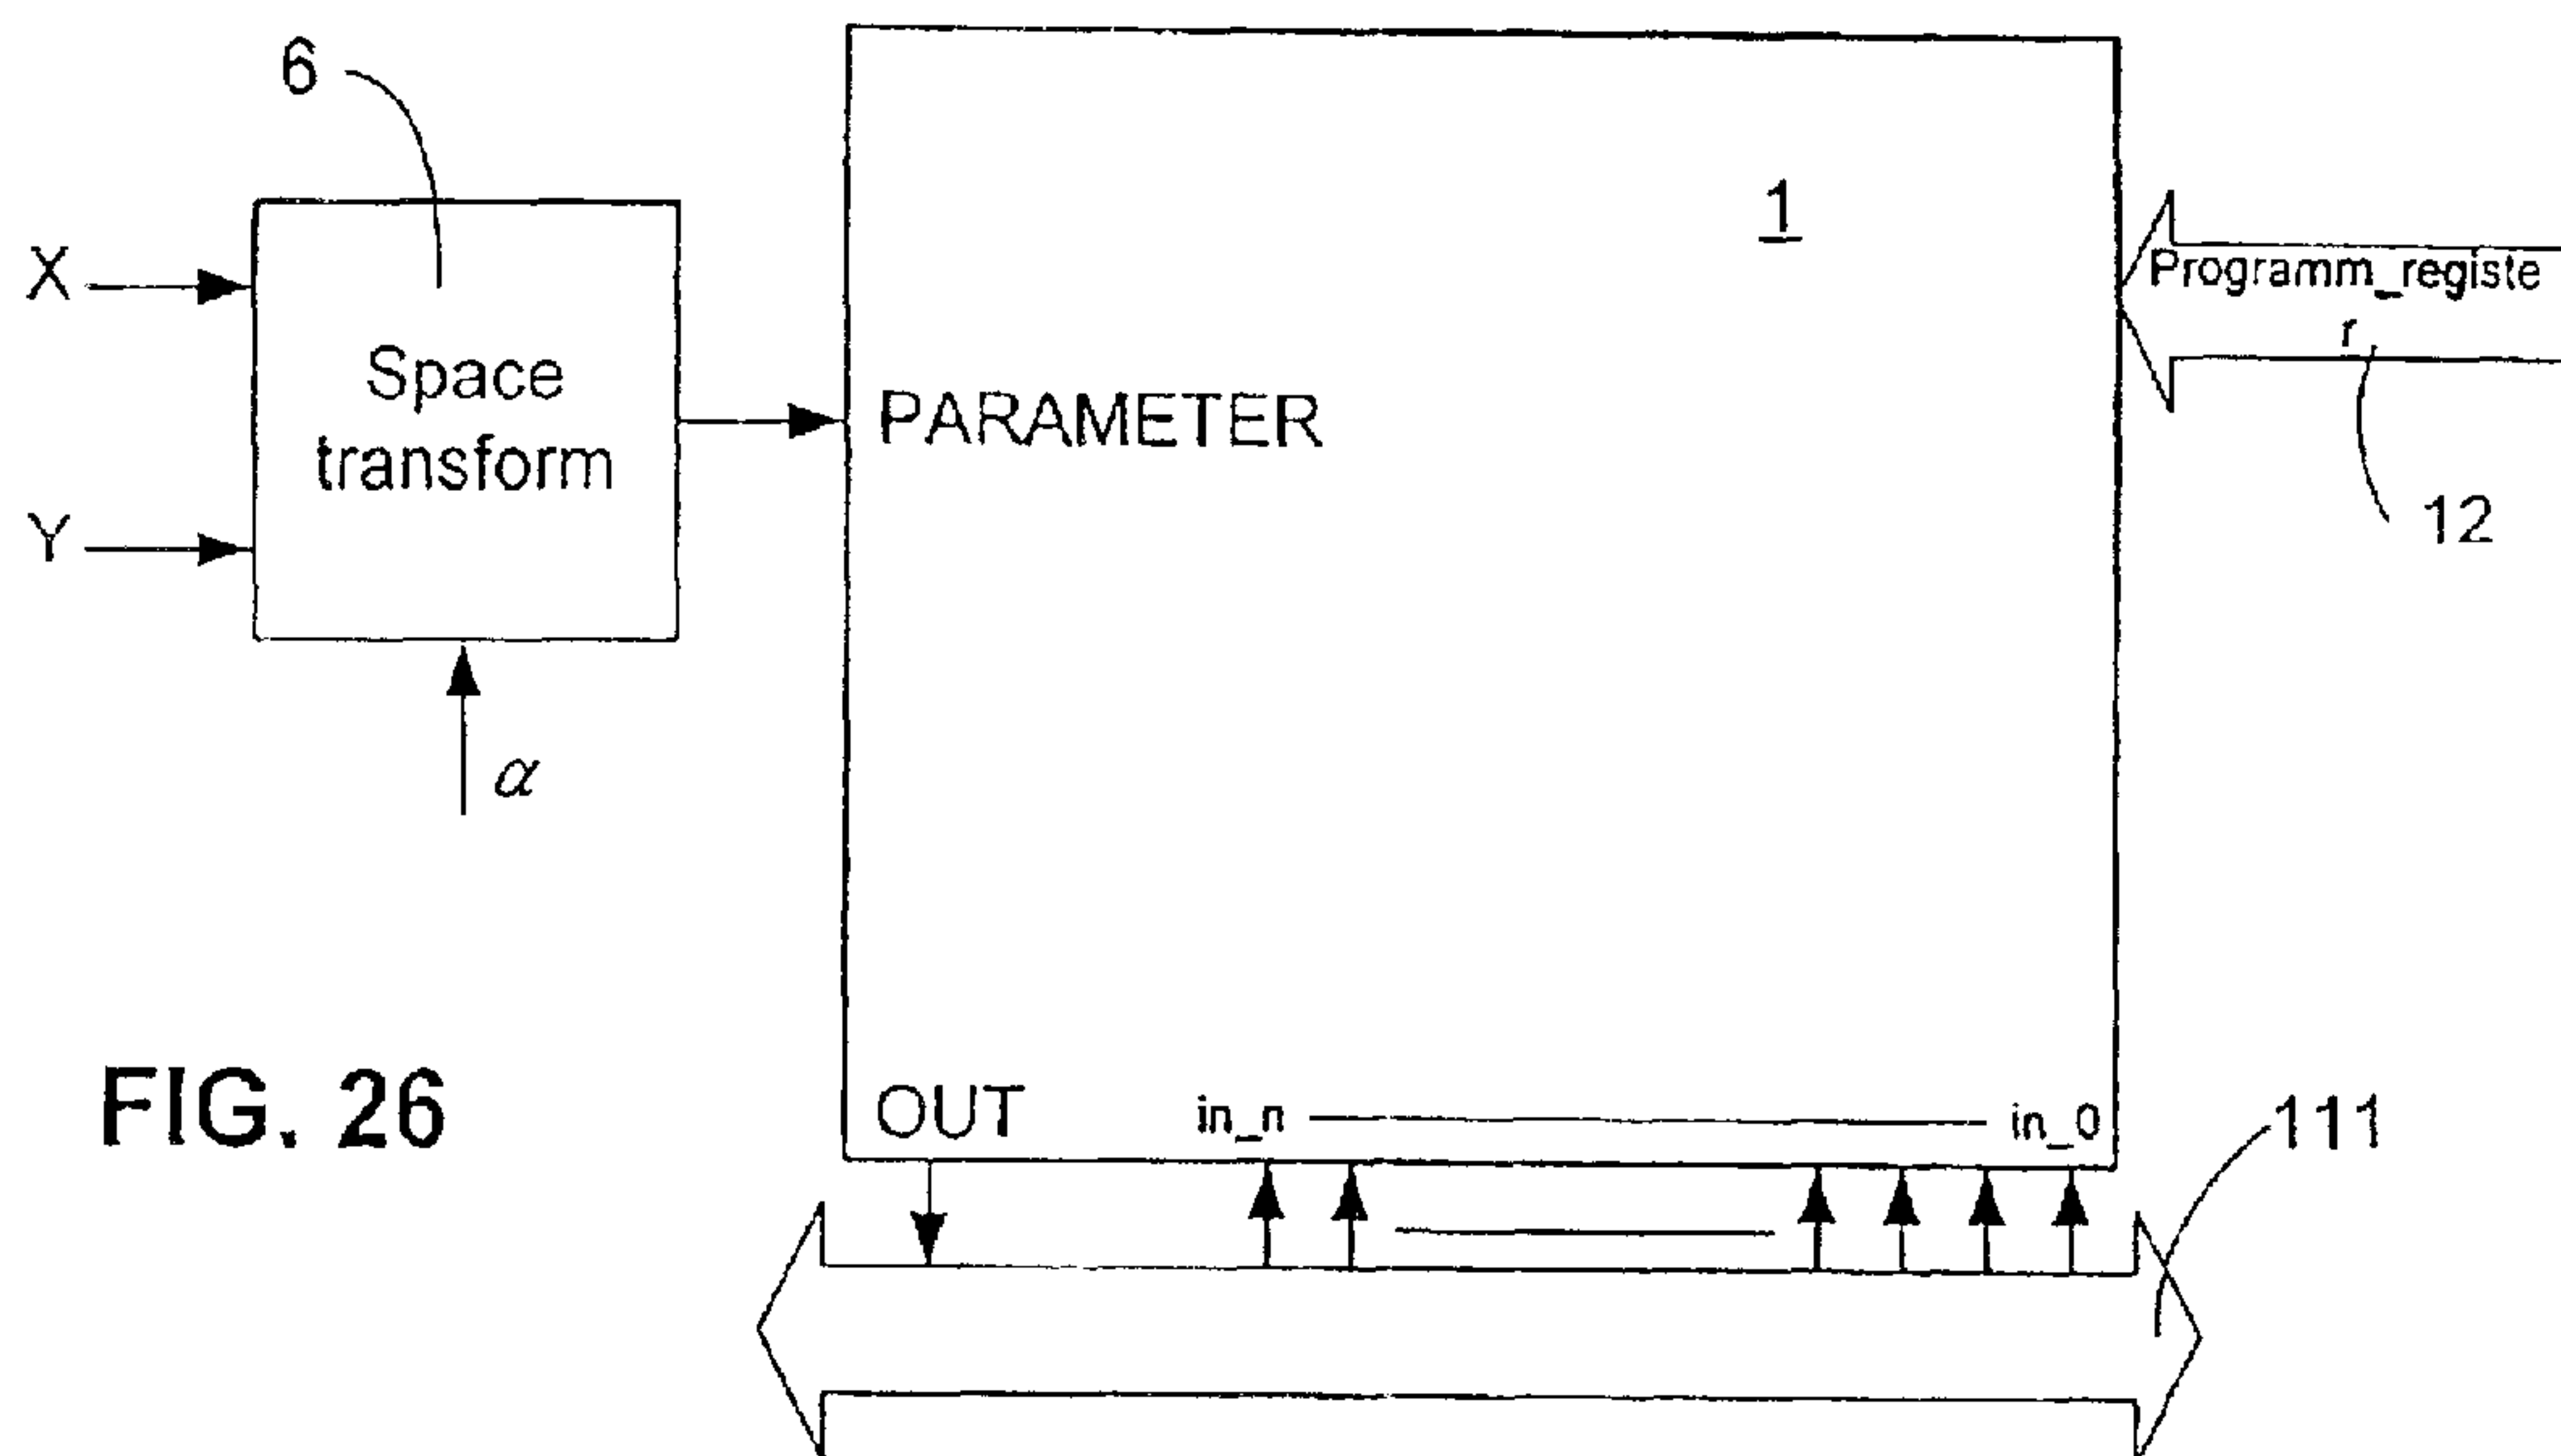 6
1
X
Programm_registe
r
Space
transform
PARAMETER
Y
12
α
FIG. 26
OUT
in_n
in_0
111